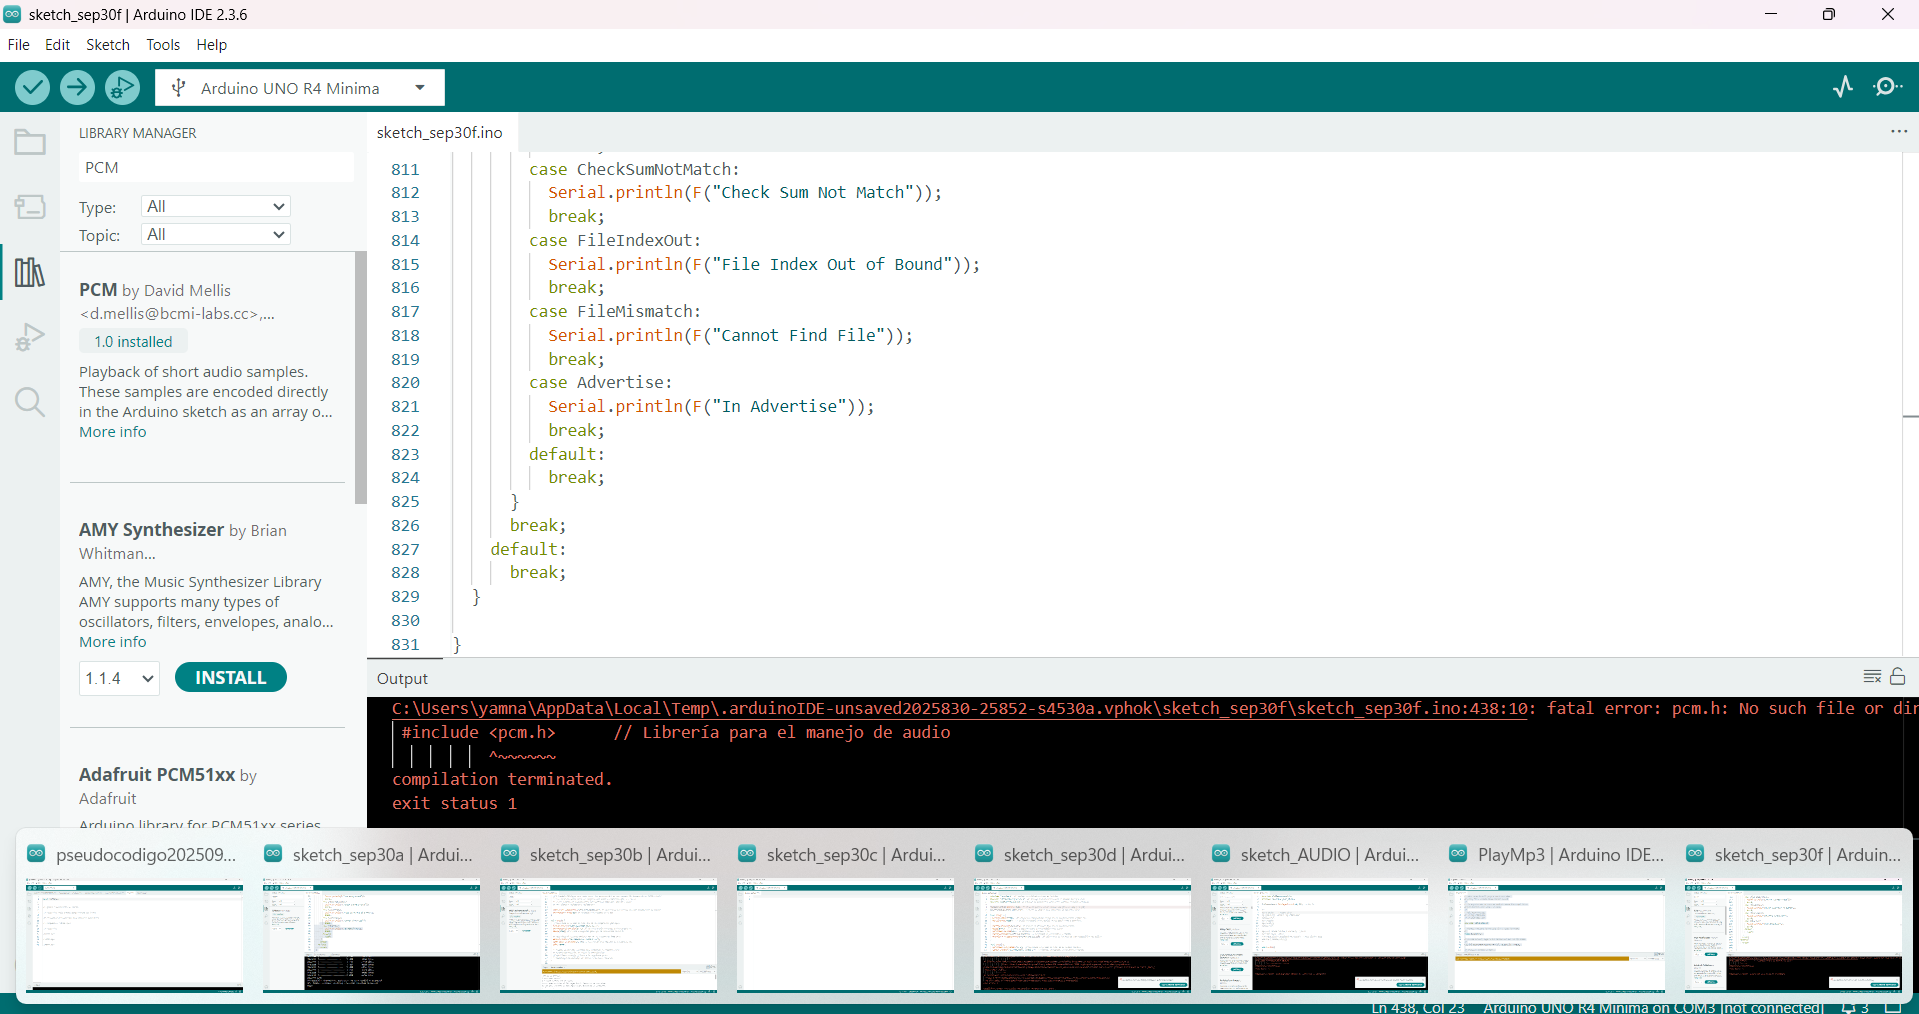 sketch_sep30f | Arduino IDE 2.3.6
File Edit Sketch Tools Help
Arduino UNO R4 Minima
LIBRARY MANAGER
PCM
Type: All
Topic: All
PCM by David Mellis
<d.mellis@bcmi-labs.cc>,...
1.0 installed
Playback of short audio samples.
These samples are encoded directly
in the Arduino sketch as an array o...
More info
AMY Synthesizer by Brian
Whitman...
AMY, the Music Synthesizer Library
AMY supports many types of
oscillators, filters, envelopes, analo...
More info
1.1.4 INSTALL
Adafruit PCM51xx by
Adafruit
Arduino library for PCM51xx series
sketch_sep30f.ino
811 case CheckSumNotMatch:
812 Serial.println(F("Check Sum Not Match"));
813 break;
814 case FileIndexOut:
815 Serial.println(F("File Index Out of Bound"));
816 break;
817 case FileMismatch:
818 Serial.println(F("Cannot Find File"));
819 break;
820 case Advertise:
821 Serial.println(F("In Advertise"));
822 break;
823 default:
824 break;
825 }
826 break;
827 default:
828 break;
829 }
830
831 }
Output
C:\Users\yamna\AppData\Local\Temp\.arduinoIDE-unsaved2025830-25852-s4530a.vphok\sketch_sep30f\sketch_sep30f.ino:438:10: fatal error: pcm.h: No such file or dir
#include <pcm.h> // Librería para el manejo de audio
^~~~~~~
compilation terminated.
exit status 1
pseudocodigo202509...
sketch_sep30a | Ardui...
sketch_sep30b | Ardui...
sketch_sep30c | Ardui...
sketch_sep30d | Ardui...
sketch_AUDIO | Ardui...
PlayMp3 | Arduino IDE...
sketch_sep30f | Arduin...
Ln 438, Col 23 Arduino UNO R4 Minima on COM3 [not connected] 3